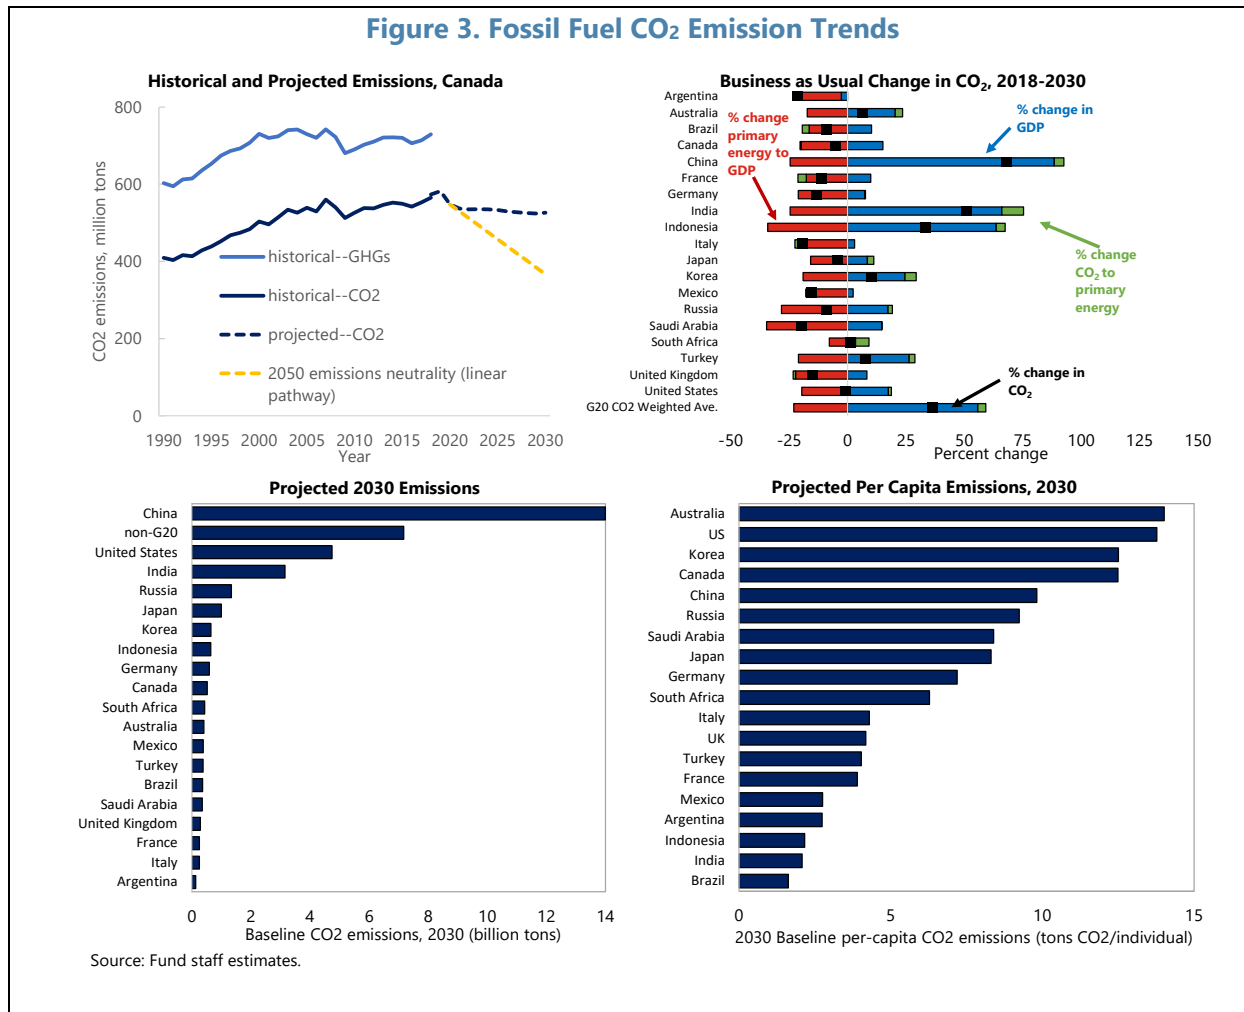 Figure 3. Fossil Fuel CO₂ Emission Trends
Historical and Projected Emissions, Canada
CO2 emissions, million tons
800
600
400
200
0
historical--GHGs
historical--CO2
projected--CO2
2050 emissions neutrality (linear
pathway)
1990 1995 2000 2005 2010 2015 2020 2025 2030
Year
Business as Usual Change in CO₂, 2018-2030
Argentina
Australia
Brazil
Canada
China
France
Germany
India
Indonesia
Italy
Japan
Korea
Mexico
Russia
Saudi Arabia
South Africa
Turkey
United Kingdom
United States
G20 CO2 Weighted Ave.
% change
primary
energy to
GDP
% change in
GDP
% change
CO₂ to
primary
energy
% change in
CO₂
-50 -25 0 25 50 75 100 125 150
Percent change
Projected 2030 Emissions
China
non-G20
United States
India
Russia
Japan
Korea
Indonesia
Germany
Canada
South Africa
Australia
Mexico
Turkey
Brazil
Saudi Arabia
United Kingdom
France
Italy
Argentina
0 2 4 6 8 10 12 14
Baseline CO2 emissions, 2030 (billion tons)
Projected Per Capita Emissions, 2030
Australia
US
Korea
Canada
China
Russia
Saudi Arabia
Japan
Germany
South Africa
Italy
UK
Turkey
France
Mexico
Argentina
Indonesia
India
Brazil
0 5 10 15
2030 Baseline per-capita CO2 emissions (tons CO2/individual)
Source: Fund staff estimates.